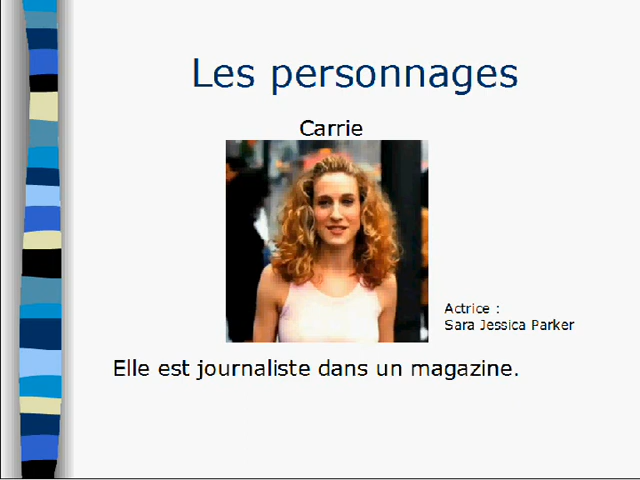 Les personnages
Carrie
Actrice :
Sara Jessica Parker
Elle est journaliste dans un magazine.